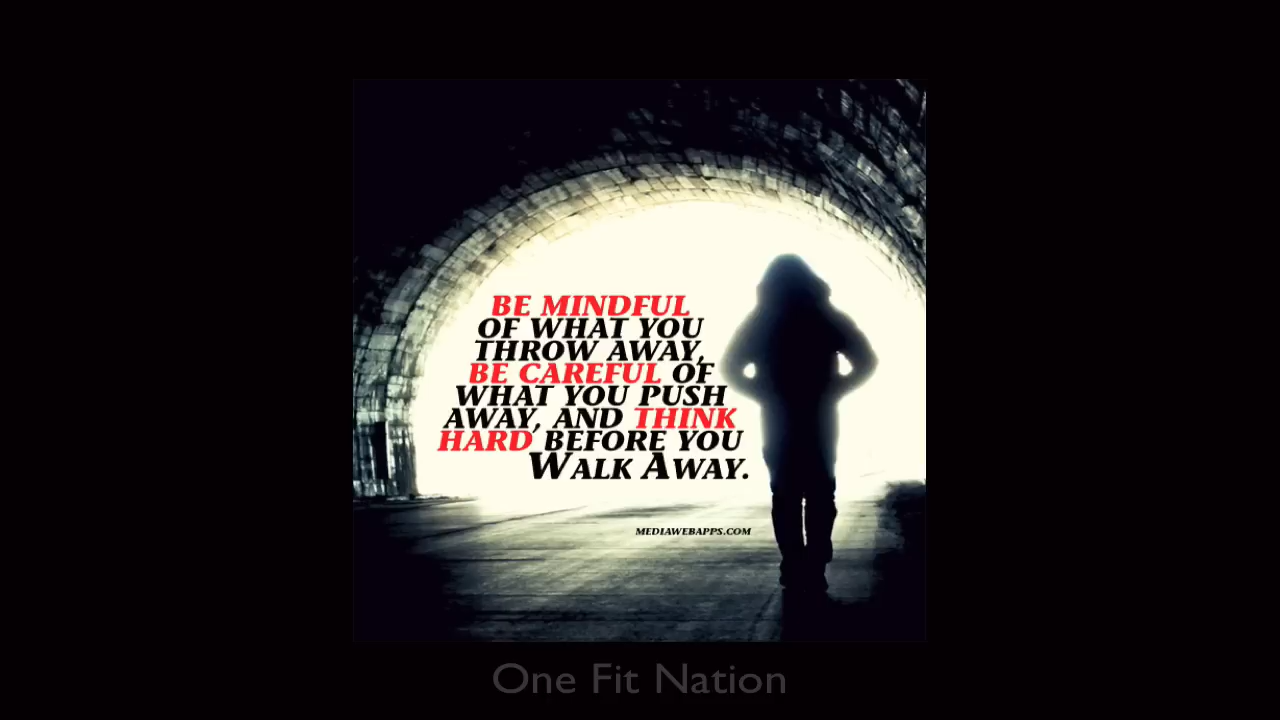 BE MINDFUL
OF WHAT YOU
THROW AWAY,
BE CAREFUL OF
WHAT YOU PUSH
AWAY, AND THINK
HARD BEFORE YOU
WALK AWAY.
MEDIAWEBAPPS.COM
One Fit Nation